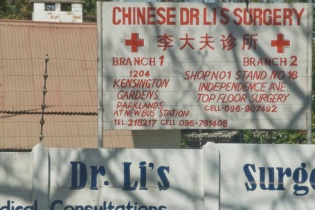 CHINESE DR LI'S SURGERY
李大夫诊所
BRANCH 1
1204
KENSINGTON
GARDENS
PARKLANDS
AT NEW BUS STATION
TEL: 215217 CELL 096-781408
BRANCH 2
SHOP NO1 STAND NO 16
INDEPENDENCE AVE
TOP FLOOR SURGERY
CELL-096-907492
Dr. Li's Surge
dical Consultations